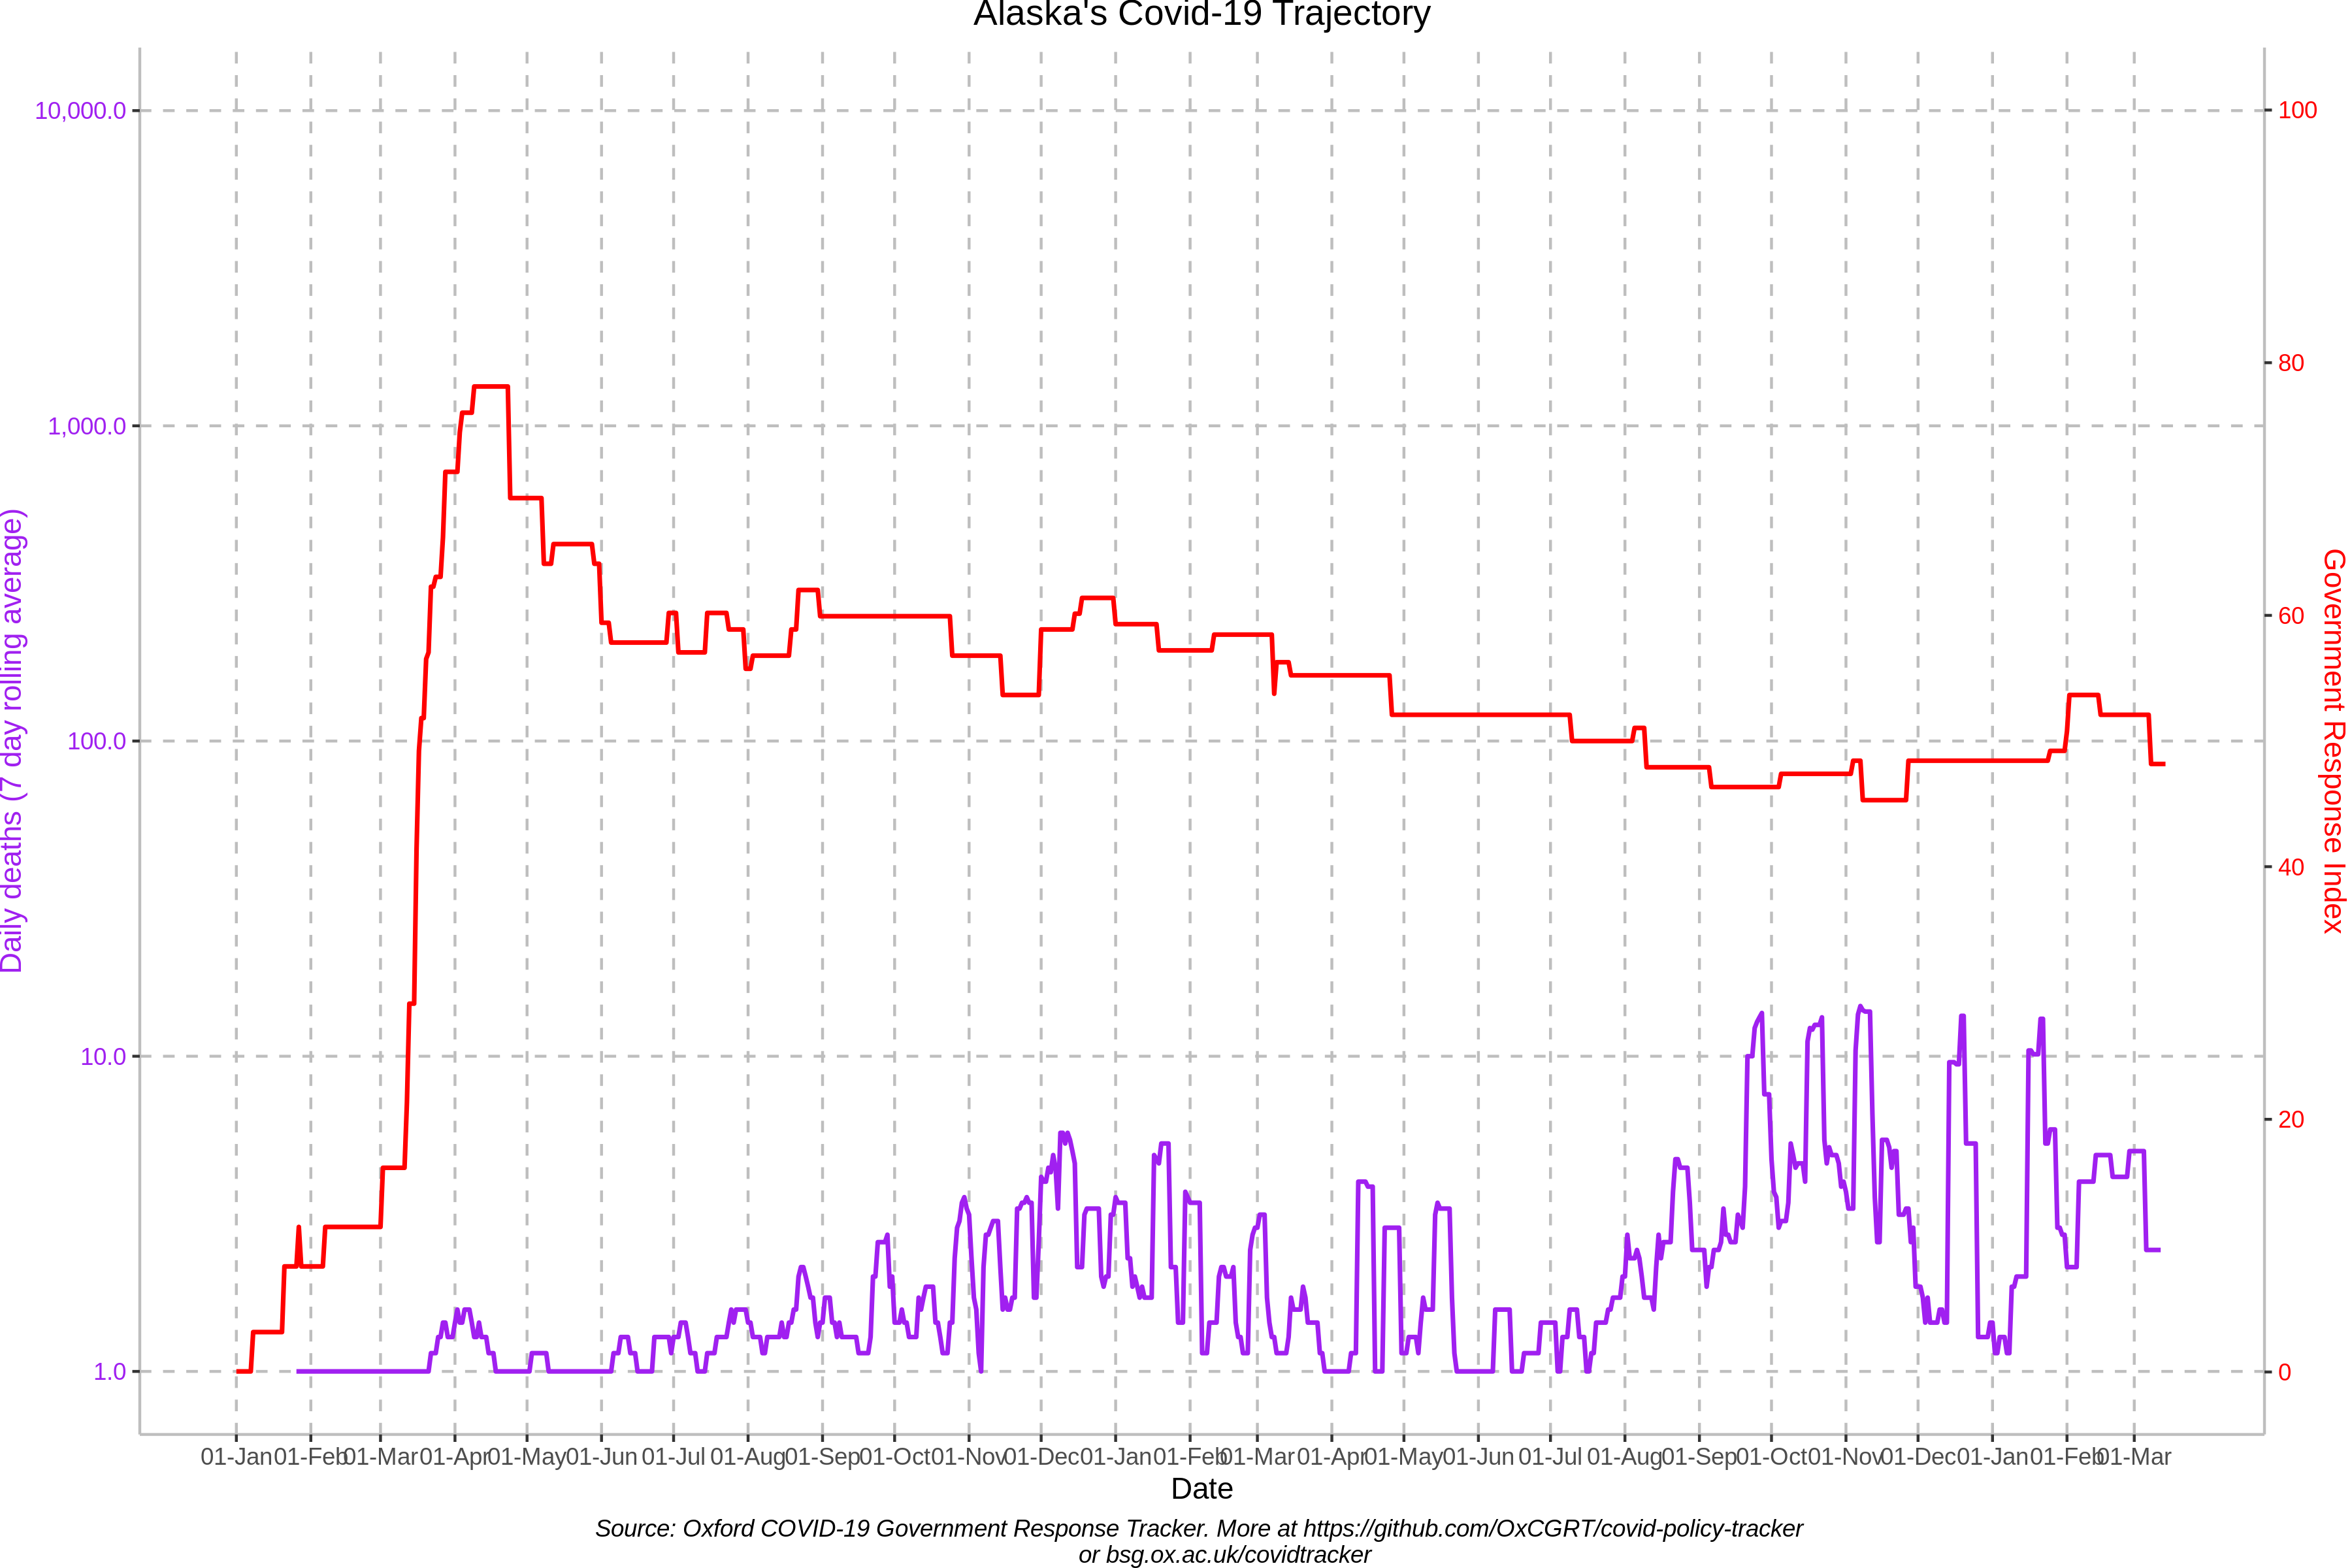 Alaska's Covid-19 Trajectory
10,000.0
1,000.0
100.0
10.0
1.0
Daily deaths (7 day rolling average)
100
80
60
40
20
0
Government Response Index
01-Jan 01-Feb 01-Mar 01-Apr 01-May 01-Jun 01-Jul 01-Aug 01-Sep 01-Oct 01-Nov 01-Dec 01-Jan 01-Feb 01-Mar 01-Apr 01-May 01-Jun 01-Jul 01-Aug 01-Sep 01-Oct 01-Nov 01-Dec 01-Jan 01-Feb 01-Mar
Date
Source: Oxford COVID-19 Government Response Tracker. More at https://github.com/OxCGRT/covid-policy-tracker
or bsg.ox.ac.uk/covidtracker